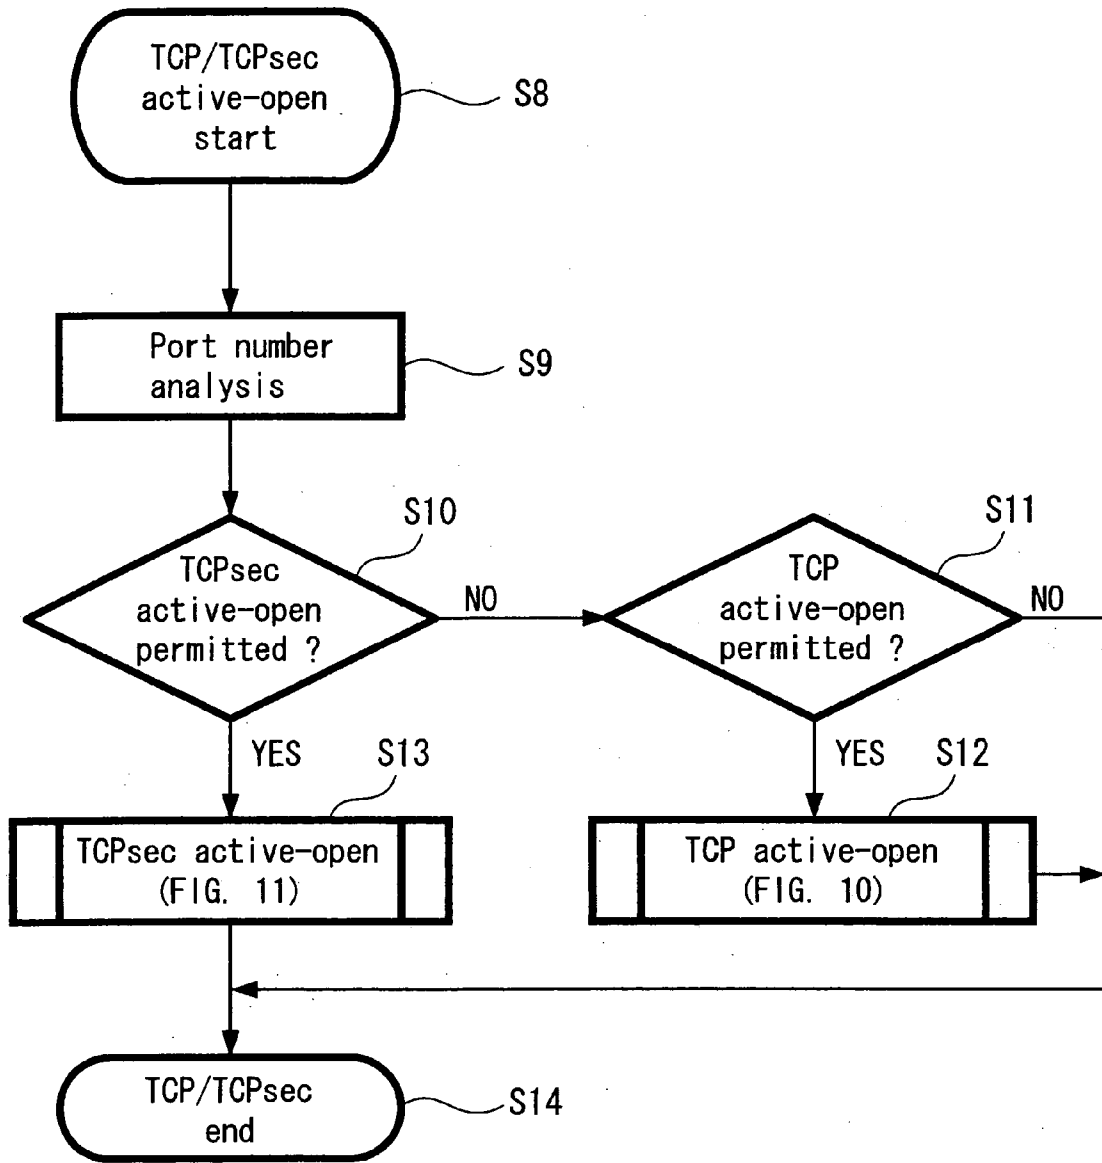 TCP/TCPsec
active-open
start
S8
Port number
analysis
S9
S10
TCPsec
active-open
permitted ?
NO
S11
TCP
active-open
permitted ?
NO
YES
S13
YES
S12
TCPsec active-open
(FIG. 11)
TCP active-open
(FIG. 10)
TCP/TCPsec
end
S14